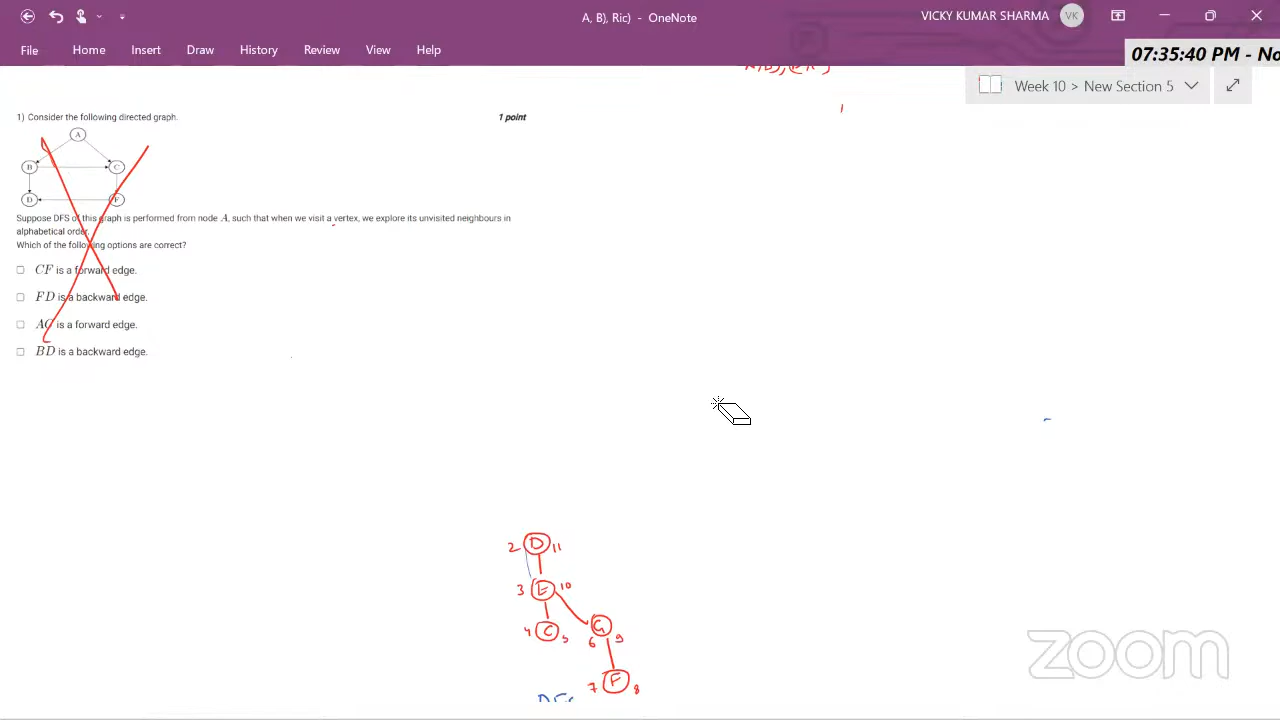 A, B), Ric) - OneNote
VICKY KUMAR SHARMA VK
File Home Insert Draw History Review View Help
07:35:40 PM - No
Week 10 > New Section 5
1) Consider the following directed graph. 1 point
A
B C
D F
Suppose DFS of this graph is performed from node A, such that when we visit a vertex, we explore its unvisited neighbours in
alphabetical order.
Which of the following options are correct?
CF is a forward edge.
FD is a backward edge.
AC is a forward edge.
BD is a backward edge.
2 D 11
3 E 10
4 C 5
G
6 9
7 F 8
zoom